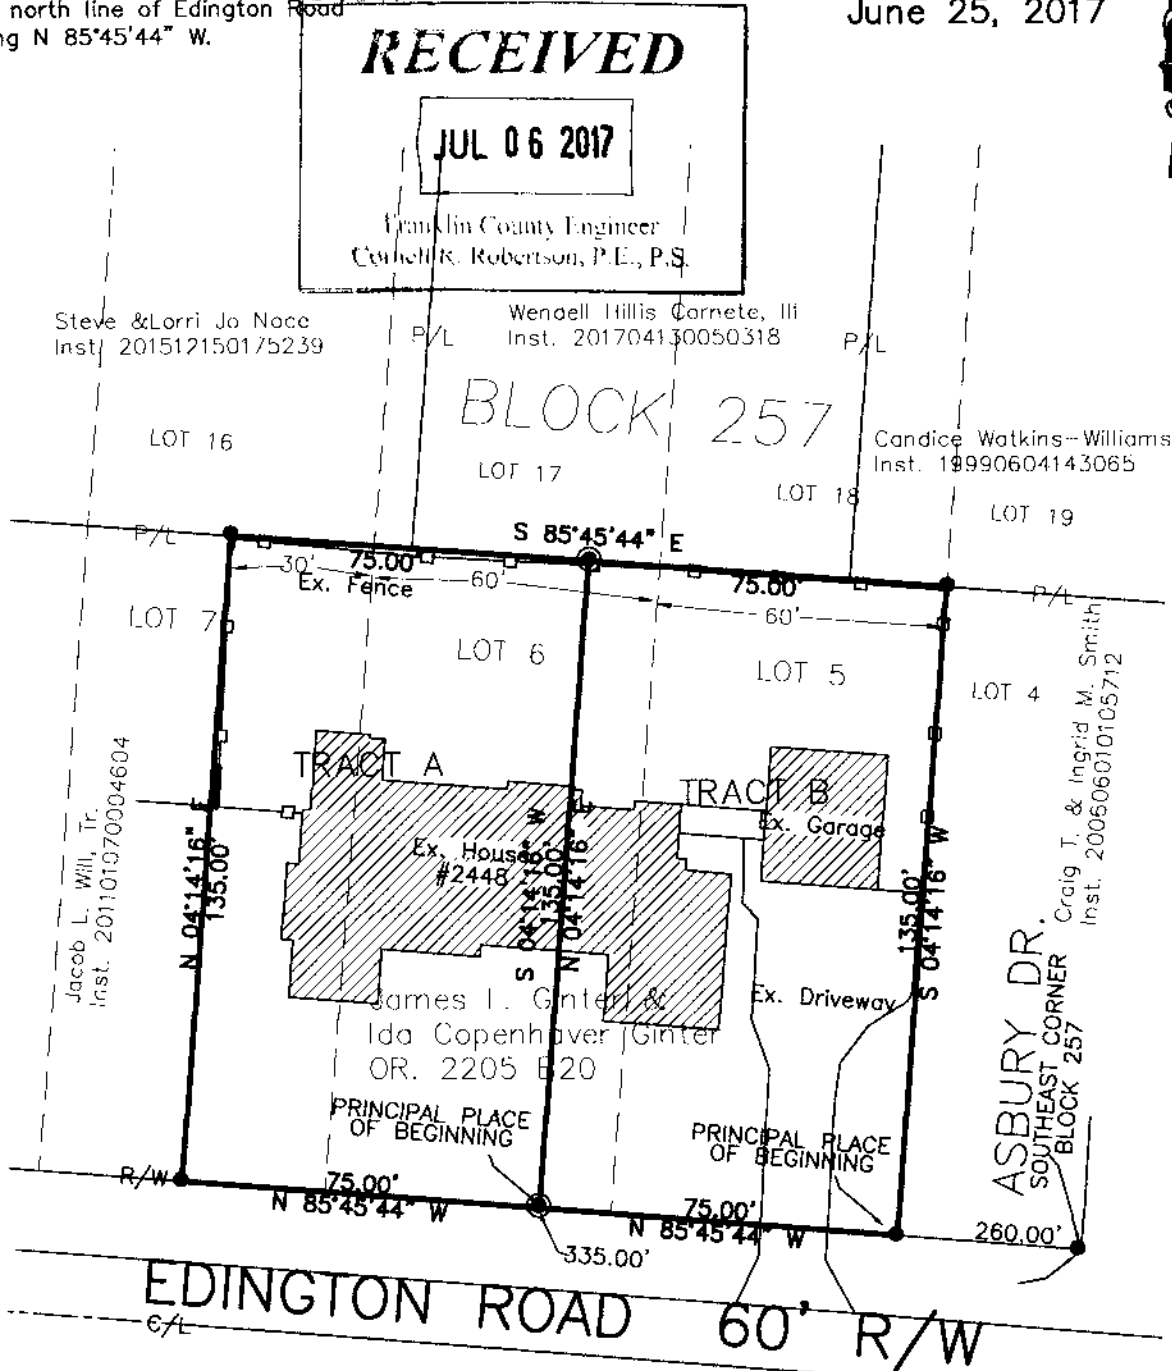 north line of Edington Road
N 85°45'44" W.
June 25, 2017
RECEIVED
JUL 06 2017
Franklin County Engineer
Cornell R. Robertson, P.E., P.S.
Steve &Lorri Jo Nace
Inst. 201512150175239
P/L
Wendell Hillis Cornete, III
Inst. 201704130050318
P/L
BLOCK 257
LOT 16
LOT 17
LOT 18
Candice Watkins-Williams
Inst. 19990604143065
LOT 19
P/L
S 85°45'44" E
30'
75.00'
60'
Ex. Fence
75.00'
60'
P/L
LOT 7
LOT 6
LOT 5
LOT 4
Craig T. & Ingrid M. Smith
Inst. 200606010105712
TRACT A
TRACT B
Ex. Garage
Ex. House
#2448
Jacob L. Will, Tr.
Inst. 201101070004604
N 04°14'16" E
135.00'
S 04°14'16" W
135.00'
N 04°14'16" E
135.00'
S 04°14'16" W
Ex. Driveway
James I. Ginter &
Ida Copenhaver Ginter
OR. 2205 E20
PRINCIPAL PLACE
OF BEGINNING
PRINCIPAL PLACE
OF BEGINNING
ASBURY DR.
SOUTHEAST CORNER
BLOCK 257
R/W
75.00'
N 85°45'44" W
75.00'
N 85°45'44" W
260.00'
335.00'
EDINGTON ROAD 60' R/W
C/L